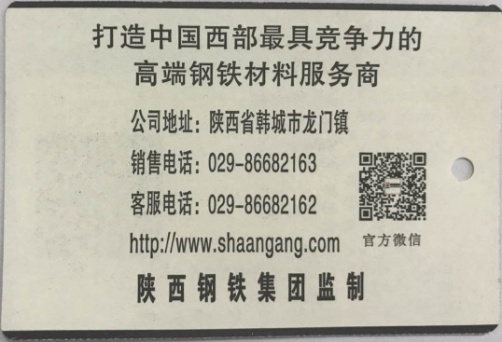 打造中国西部最具竞争力的
高端钢铁材料服务商
公司地址：陕西省韩城市龙门镇
销售电话：029-86682163
客服电话：029-86682162
http://www.shaangang.com
官方微信
陕西钢铁集团监制